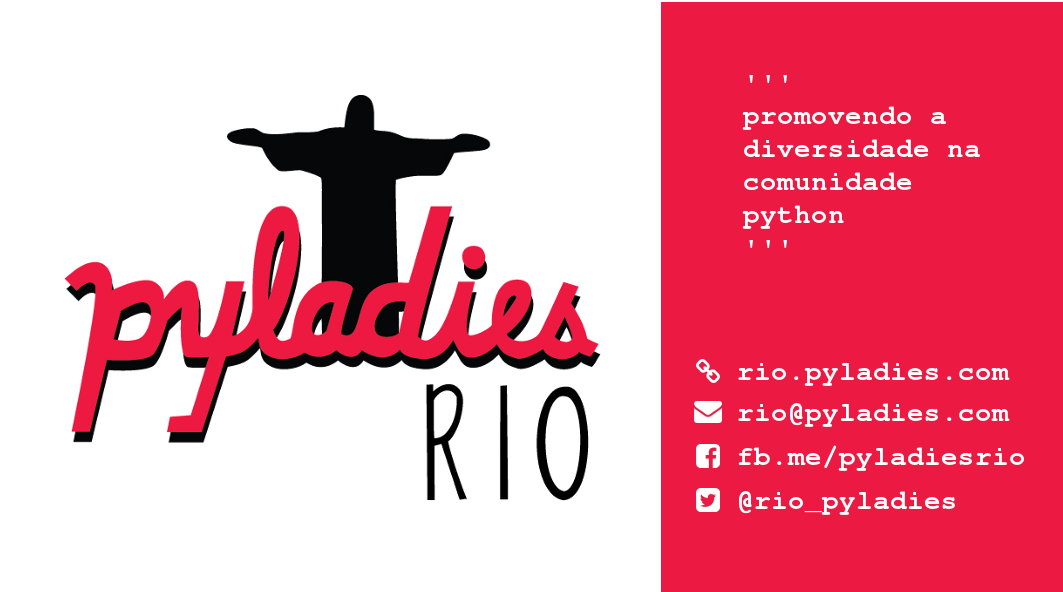 pyladies
RIO
'''
promovendo a
diversidade na
comunidade
python
'''
rio.pyladies.com
rio@pyladies.com
fb.me/pyladiesrio
@rio_pyladies